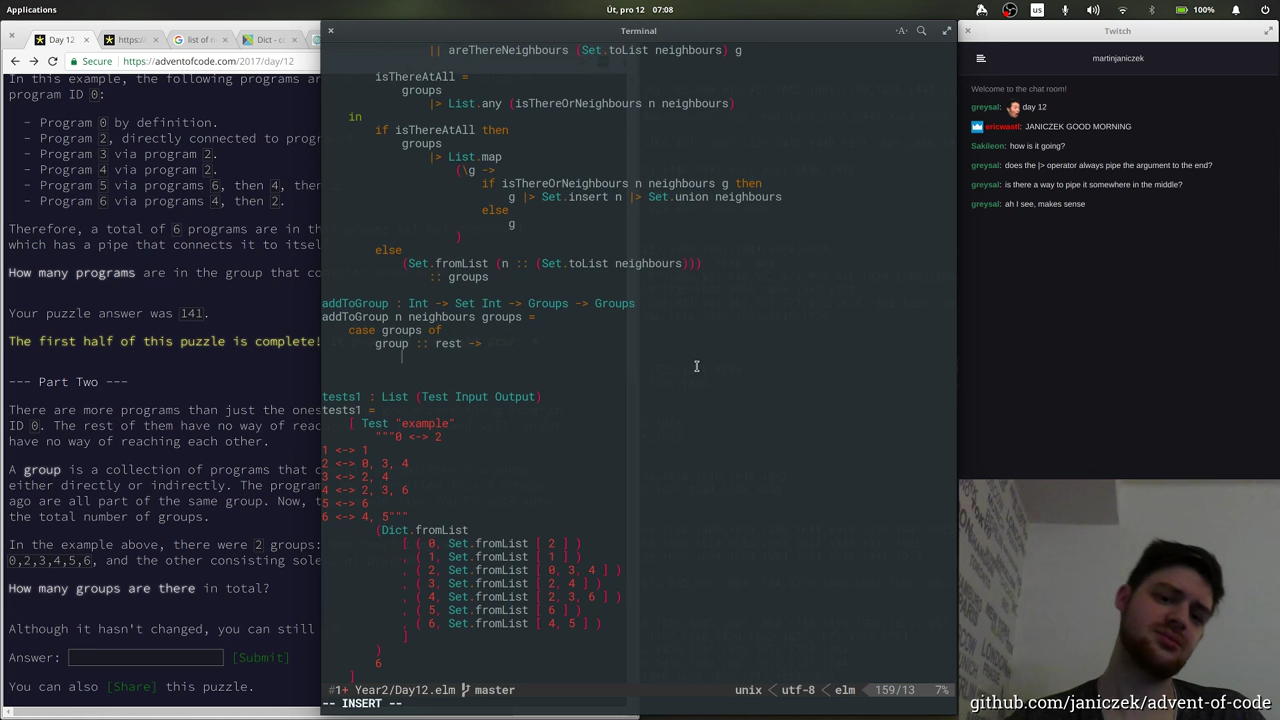 Applications
Út, pro 12 07:08
us
100%
Day 12
https:/
list of n
Dict - co
Terminal
Twitch
Secure https://adventofcode.com/2017/day/12
In this example, the following programs are
program ID 0:
- Program 0 by definition.
- Program 2, directly connected to progr
- Program 3 via program 2.
- Program 4 via program 2.
- Program 5 via programs 6, then 4, then
- Program 6 via programs 4, then 2.
Therefore, a total of 6 programs are in th
which has a pipe that connects it to itself
How many programs are in the group that co
Your puzzle answer was 141.
The first half of this puzzle is complete!
--- Part Two ---
There are more programs than just the ones
ID 0. The rest of them have no way of reac
have no way of reaching each other.
A group is a collection of programs that c
either directly or indirectly. The program
ago are all part of the same group. Now, t
the total number of groups.
In the example above, there were 2 groups:
0,2,3,4,5,6, and the other consisting sole
How many groups are there in total?
Although it hasn't changed, you can still
Answer: [Submit]
You can also [Share] this puzzle.
|| areThereNeighbours (Set.toList neighbours) g
isThereAtAll =
groups
|> List.any (isThereOrNeighbours n neighbours)
in
if isThereAtAll then
groups
|> List.map
(\g ->
if isThereOrNeighbours n neighbours g then
g |> Set.insert n |> Set.union neighbours
else
g
)
else
(Set.fromList (n :: (Set.toList neighbours)))
:: groups
addToGroup : Int -> Set Int -> Groups -> Groups
addToGroup n neighbours groups =
case groups of
group :: rest ->
tests1 : List (Test Input Output)
tests1 =
[ Test "example"
"""0 <-> 2
1 <-> 1
2 <-> 0, 3, 4
3 <-> 2, 4
4 <-> 2, 3, 6
5 <-> 6
6 <-> 4, 5"""
(Dict.fromList
[ ( 0, Set.fromList [ 2 ] )
, ( 1, Set.fromList [ 1 ] )
, ( 2, Set.fromList [ 0, 3, 4 ] )
, ( 3, Set.fromList [ 2, 4 ] )
, ( 4, Set.fromList [ 2, 3, 6 ] )
, ( 5, Set.fromList [ 6 ] )
, ( 6, Set.fromList [ 4, 5 ] )
]
)
6
]
#1+ Year2/Day12.elm master
unix < utf-8 < elm 159/13 7%
-- INSERT --
martinjaniczek
Welcome to the chat room!
greysal: day 12
ericwastl: JANICZEK GOOD MORNING
Sakileon: how is it going?
greysal: does the |> operator always pipe the argument to the end?
greysal: is there a way to pipe it somewhere in the middle?
greysal: ah I see, makes sense
github.com/janiczek/advent-of-code